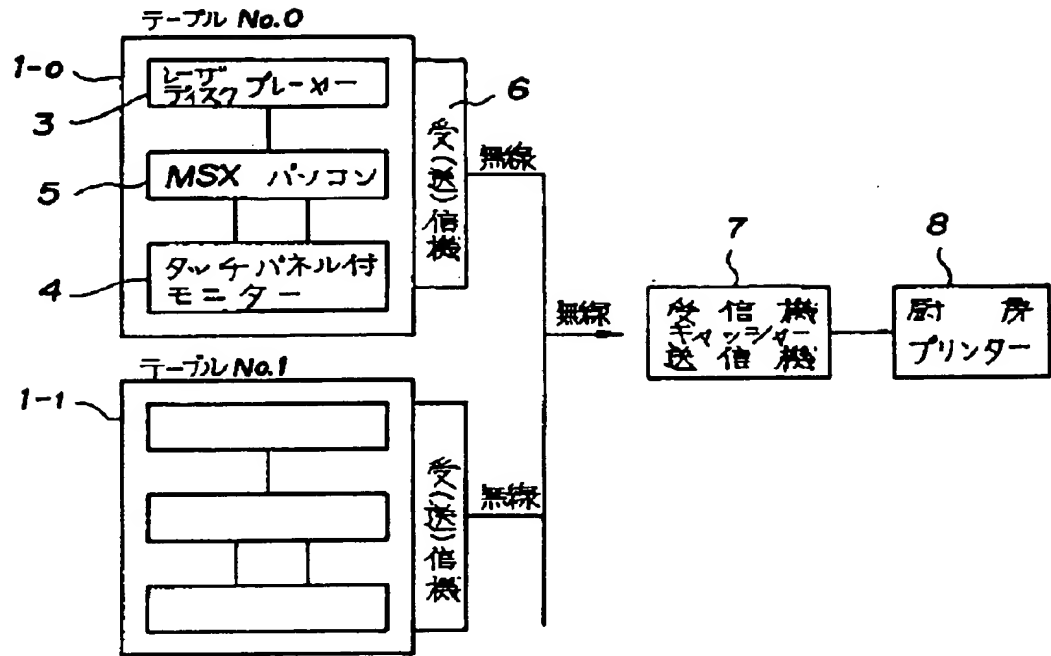 テーブル No.0
1-0
レーザ
ディスク プレーヤー
3
MSX パソコン
5
タッチパネル付
モニター
4
受(送)信機
6
無線
無線
7
受信機
キャッシャー
送信機
8
厨房
プリンター
テーブル No.1
1-1
受(送)信機
無線